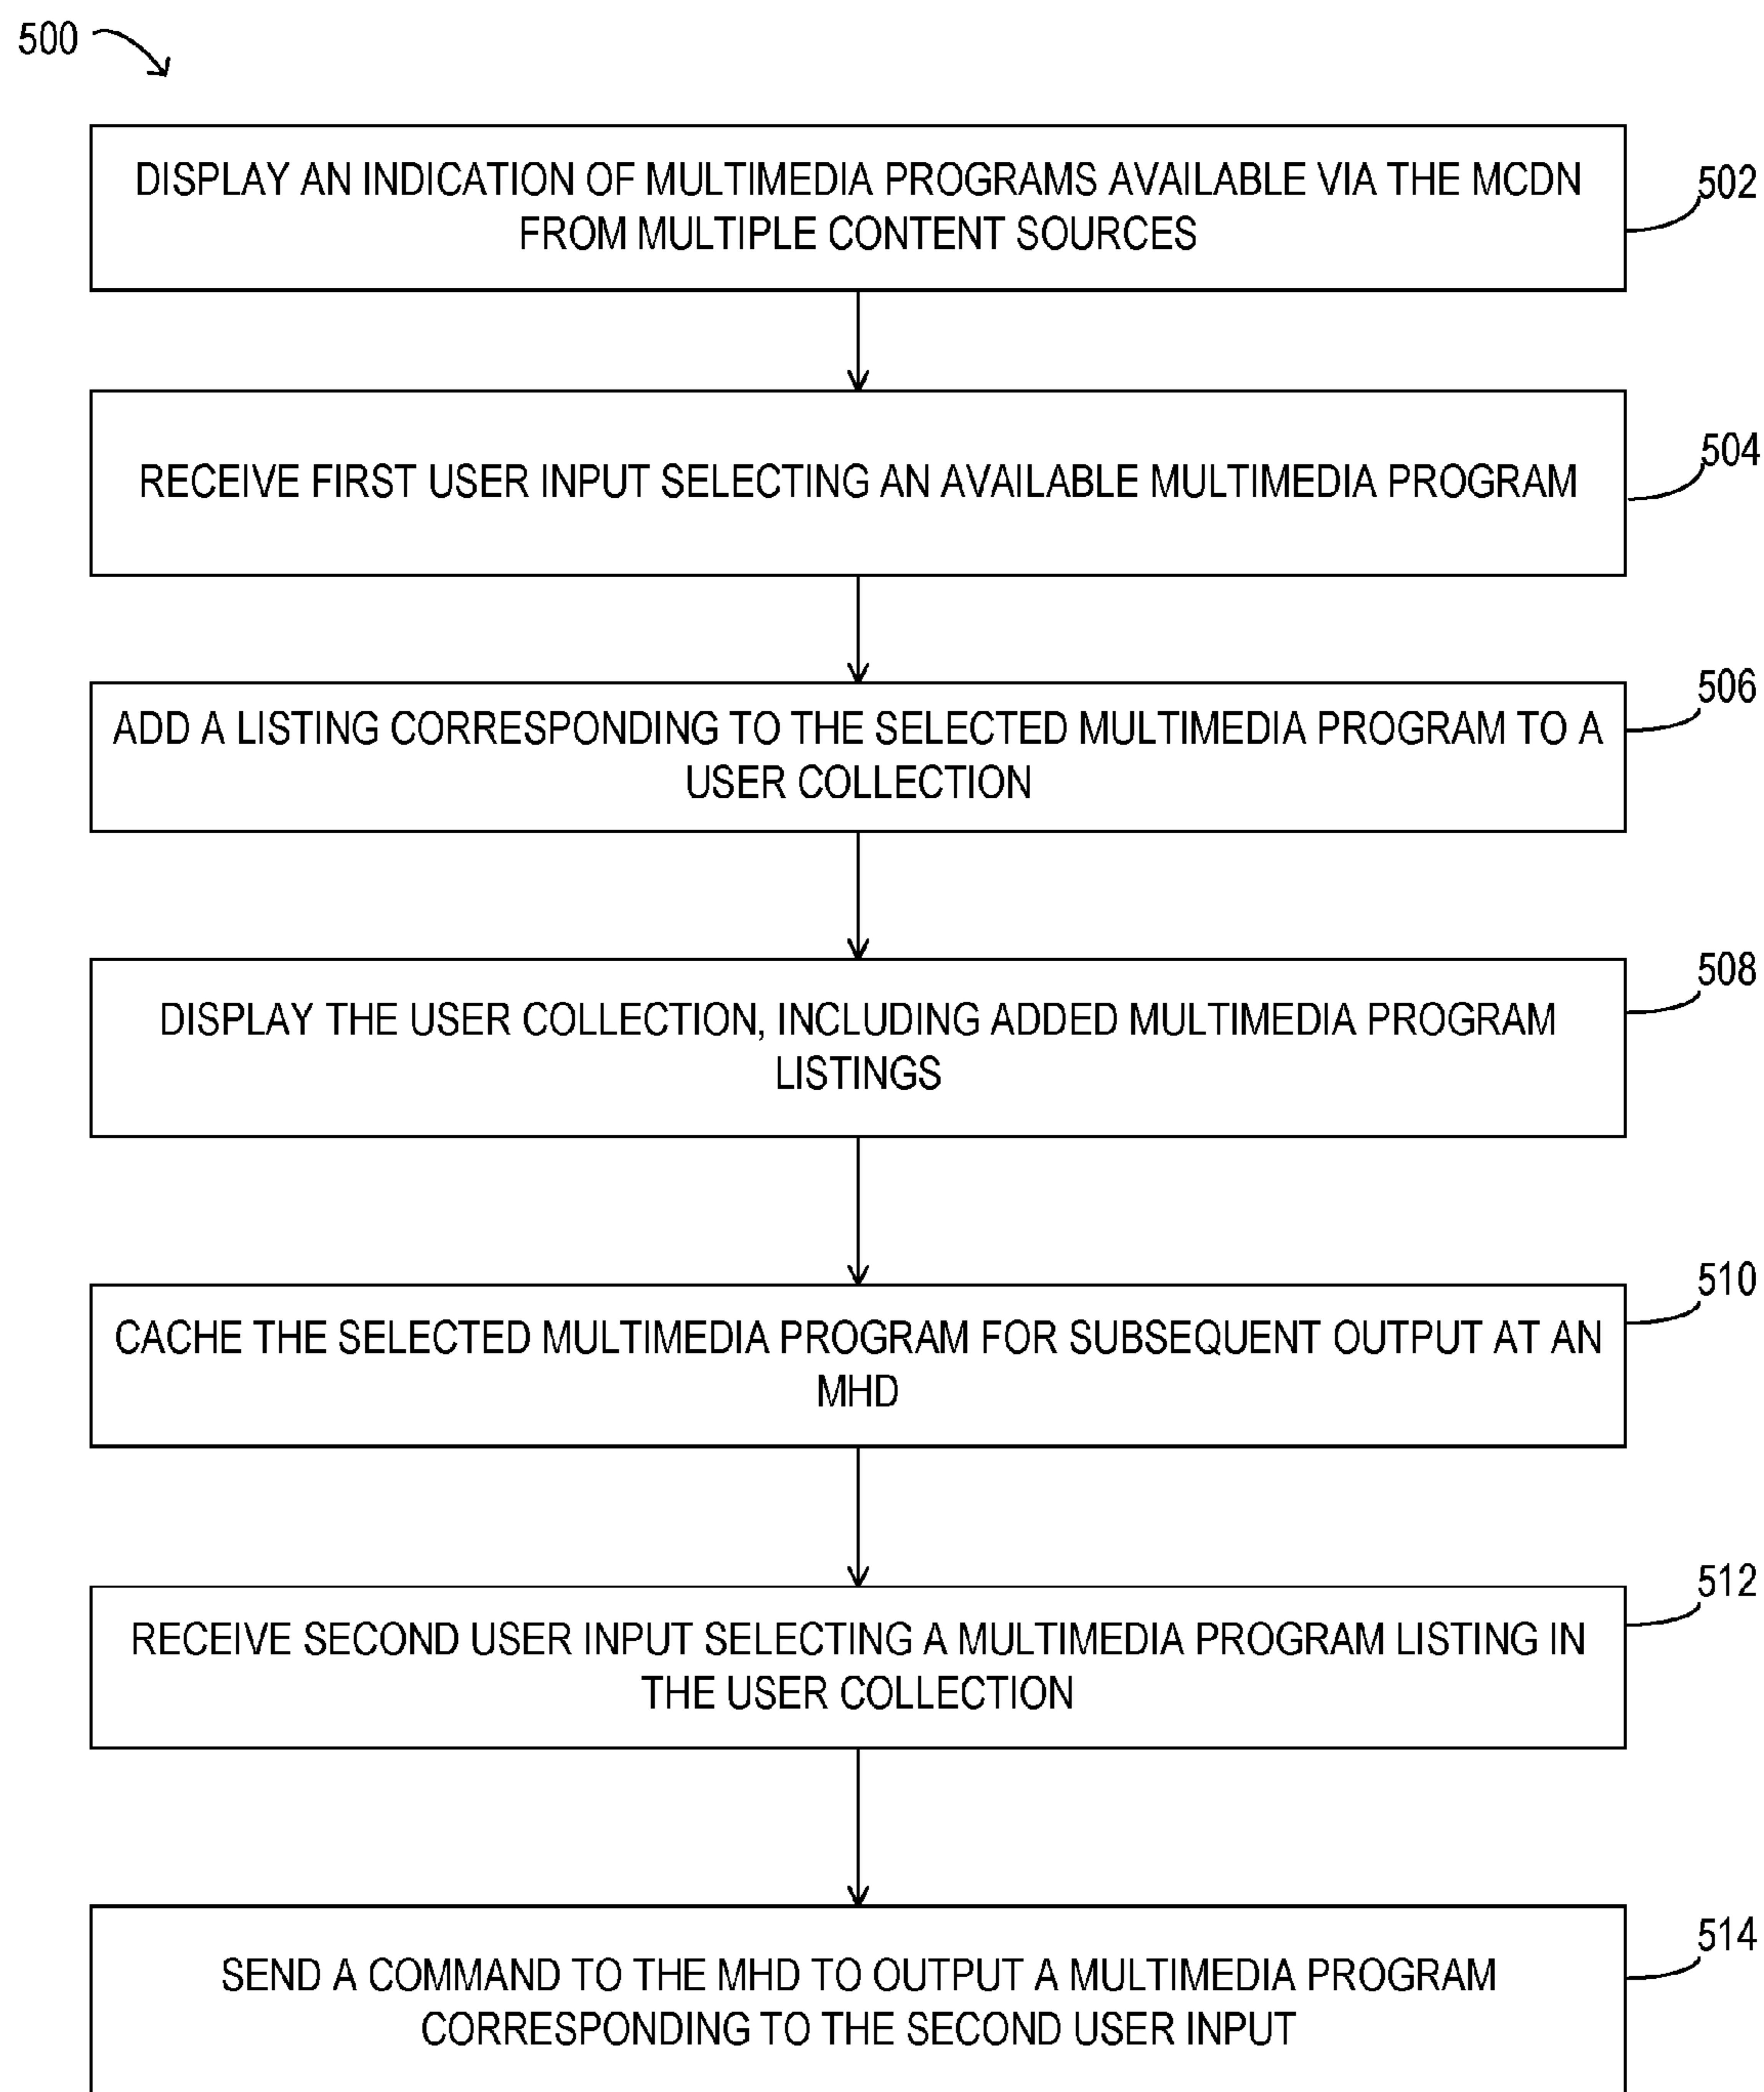 500
DISPLAY AN INDICATION OF MULTIMEDIA PROGRAMS AVAILABLE VIA THE MCDN
FROM MULTIPLE CONTENT SOURCES
502
RECEIVE FIRST USER INPUT SELECTING AN AVAILABLE MULTIMEDIA PROGRAM
504
ADD A LISTING CORRESPONDING TO THE SELECTED MULTIMEDIA PROGRAM TO A
USER COLLECTION
506
DISPLAY THE USER COLLECTION, INCLUDING ADDED MULTIMEDIA PROGRAM
LISTINGS
508
CACHE THE SELECTED MULTIMEDIA PROGRAM FOR SUBSEQUENT OUTPUT AT AN
MHD
510
RECEIVE SECOND USER INPUT SELECTING A MULTIMEDIA PROGRAM LISTING IN
THE USER COLLECTION
512
SEND A COMMAND TO THE MHD TO OUTPUT A MULTIMEDIA PROGRAM
CORRESPONDING TO THE SECOND USER INPUT
514